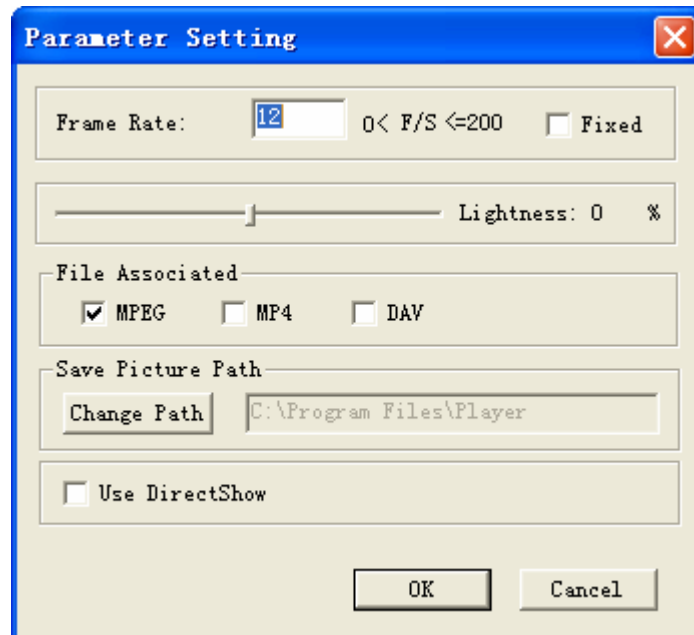 Parameter Setting
Frame Rate: 12 0< F/S <=200 Fixed
Lightness: 0 %
File Associated
MPEG MP4 DAV
Save Picture Path
Change Path C:\Program Files\Player
Use DirectShow
OK Cancel